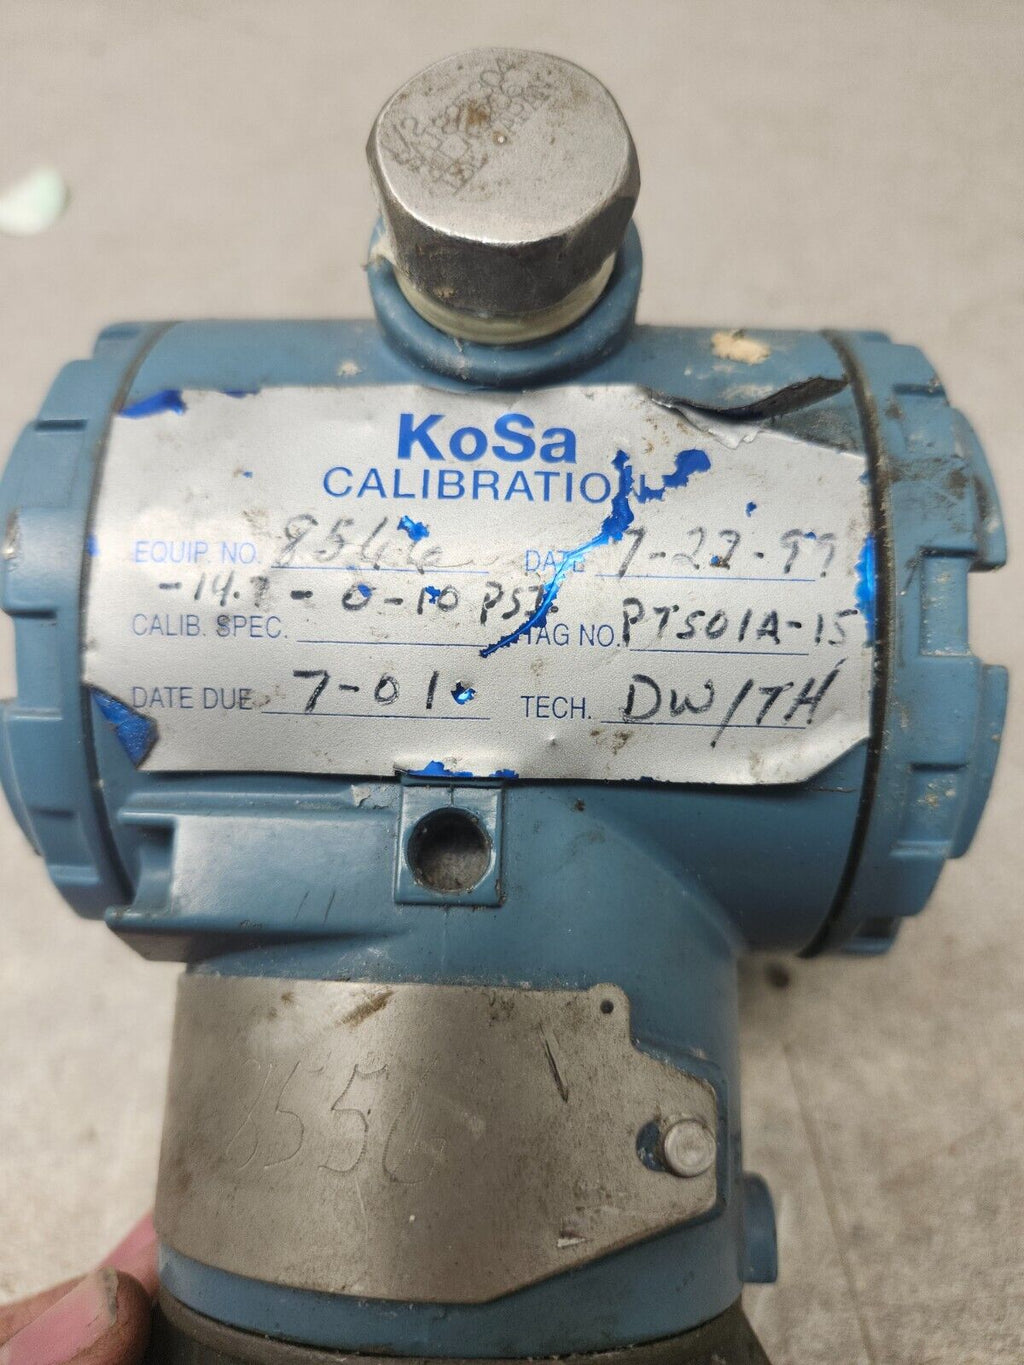 KoSa
CALIBRATION
EQUIP. NO. 8546 DATE 7-22-99
-14.7 - 0-10 PSI
CALIB. SPEC. TAG NO. PT501A-15
DATE DUE 7-01 TECH. DW/TH